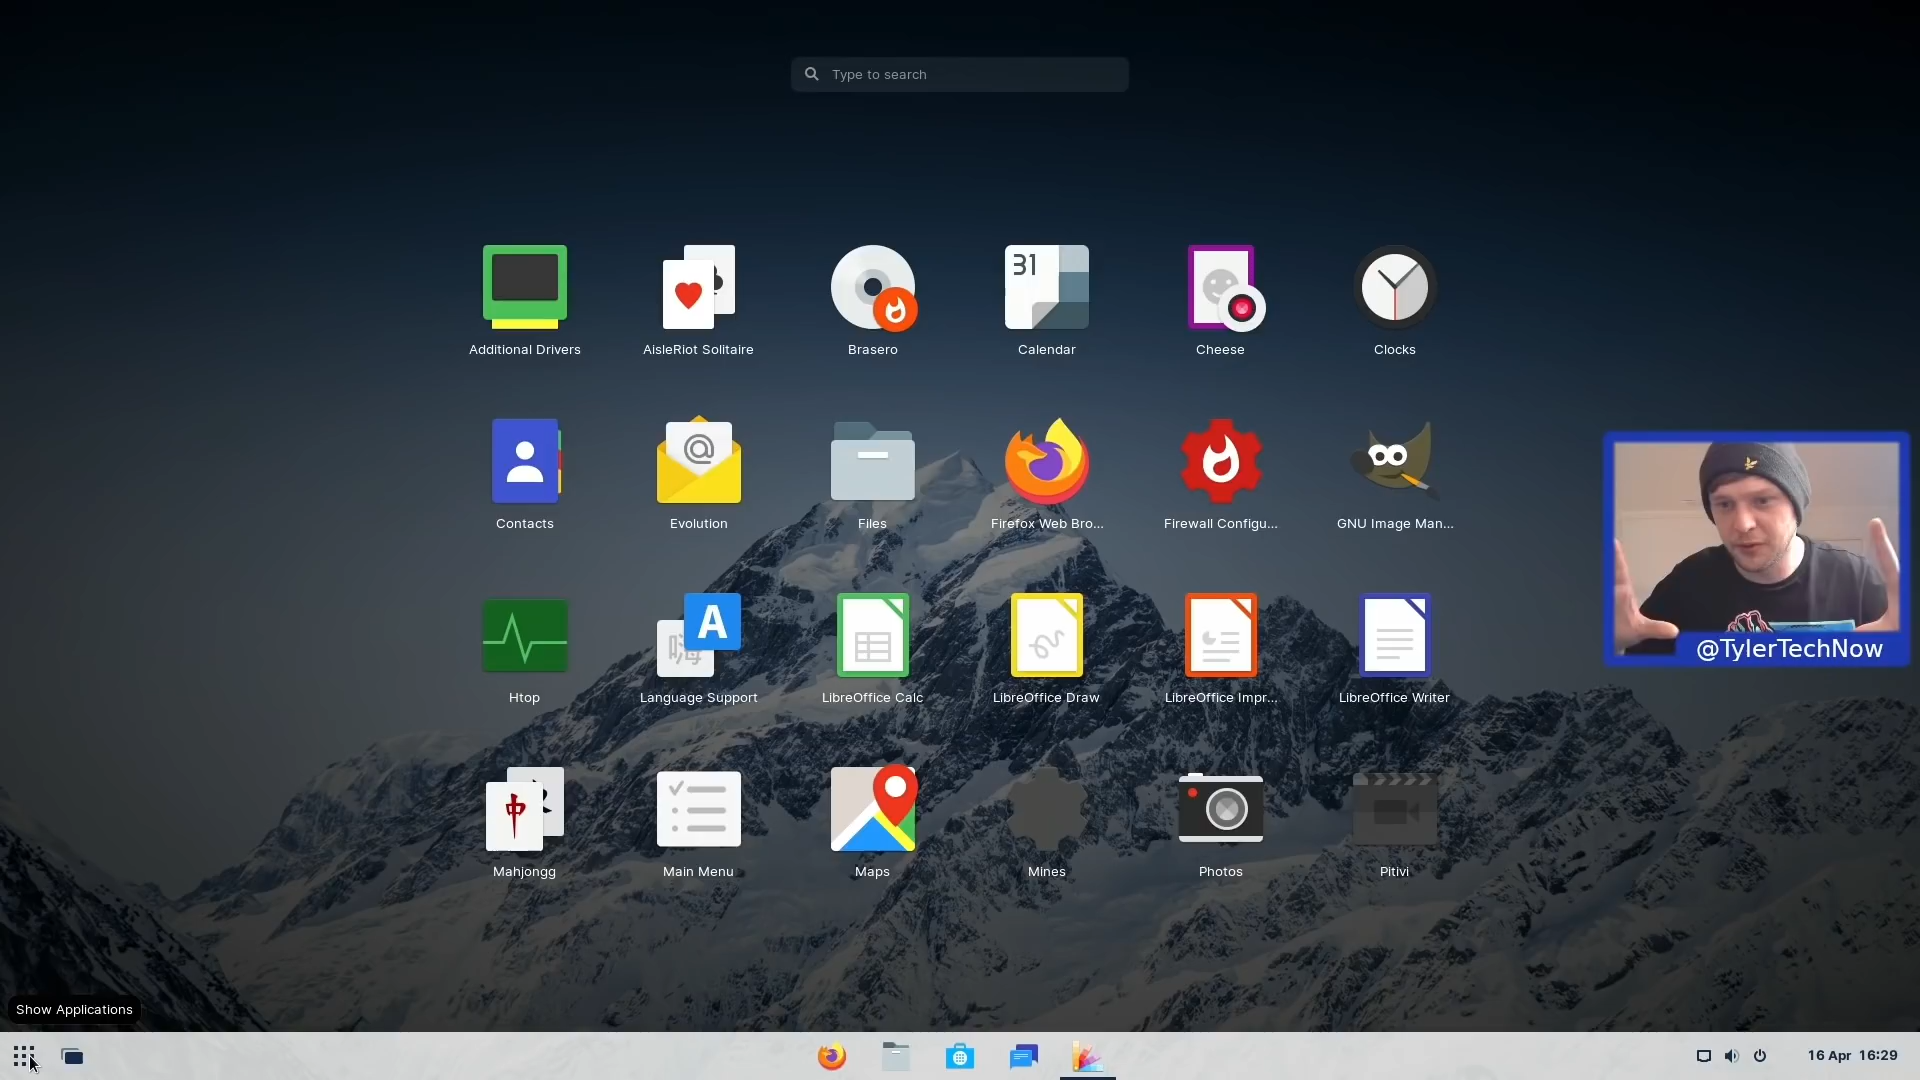 Type to search
31
Additional Drivers
AisleRiot Solitaire
Brasero
Calendar
Cheese
Clocks
@
Contacts
Evolution
Files
Firefox Web Bro...
Firewall Configu...
GNU Image Man...
嗨 A
@TylerTechNow
Htop
Language Support
LibreOffice Calc
LibreOffice Draw
LibreOffice Impr...
LibreOffice Writer
中
Mahjongg
Main Menu
Maps
Mines
Photos
Pitivi
Show Applications
16 Apr 16:29